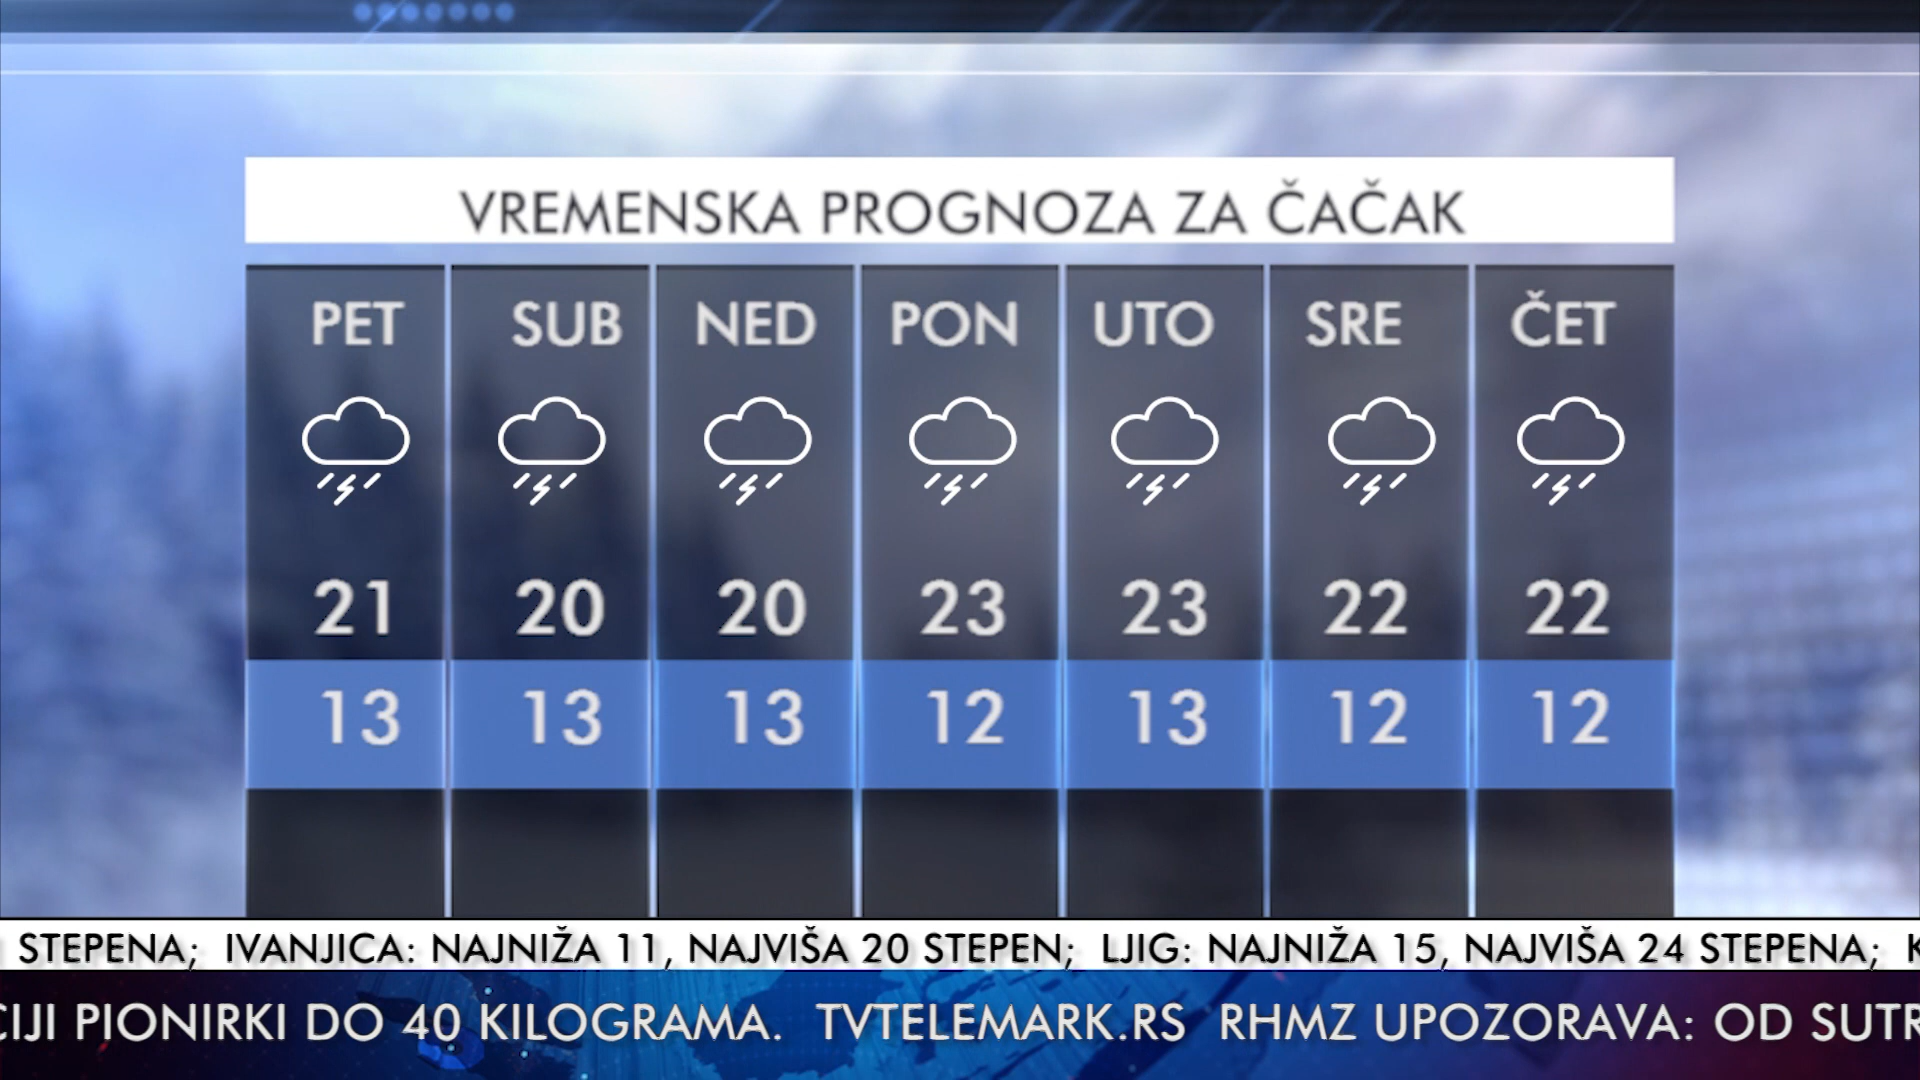 VREMENSKA PROGNOZA ZA ČAČAK
PET SUB NED PON UTO SRE ČET
21 20 20 23 23 22 22
13 13 13 12 13 12 12
STEPENA; IVANJICA: NAJNIŽA 11, NAJVIŠA 20 STEPEN; LJIG: NAJNIŽA 15, NAJVIŠA 24 STEPENA;
PIONIRKI DO 40 KILOGRAMA. TVTELEMARK.RS RHMZ UPOZORAVA: OD